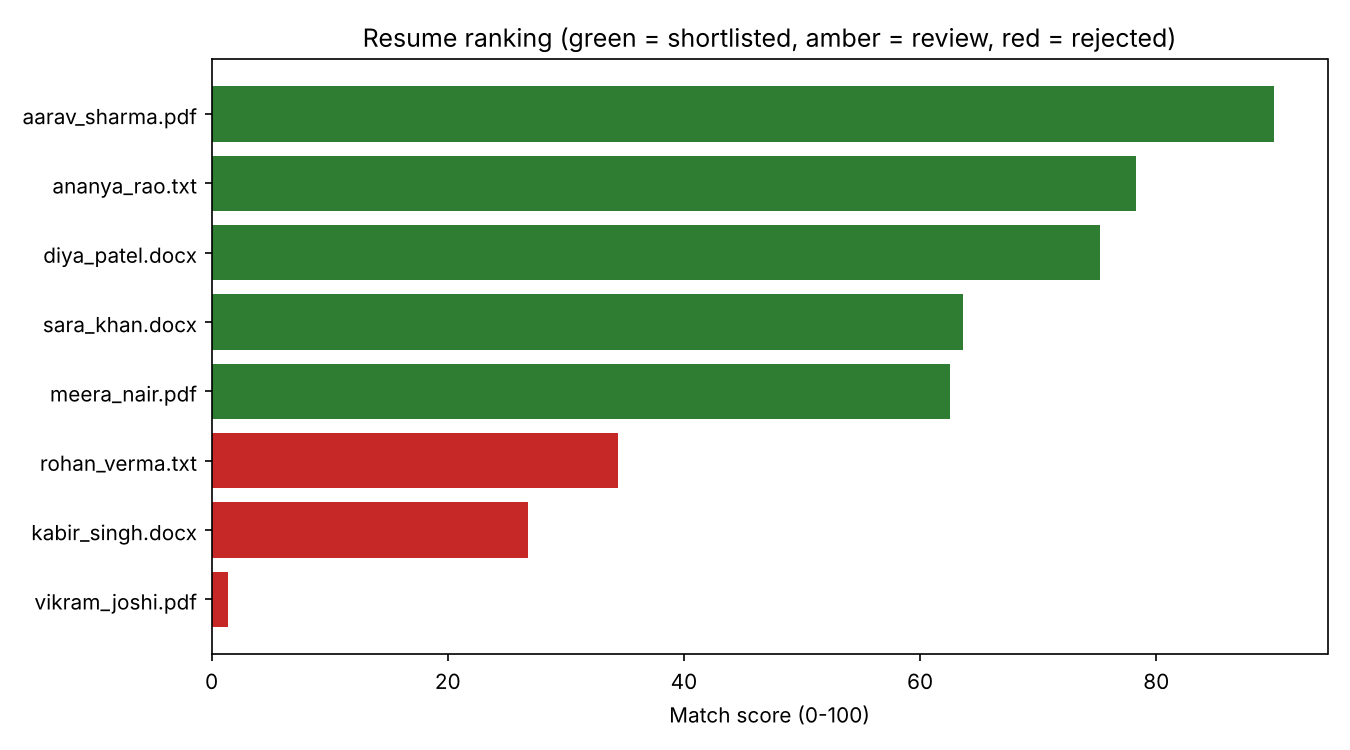 Resume ranking (green = shortlisted, amber = review, red = rejected)
aarav_sharma.pdf
ananya_rao.txt
diya_patel.docx
sara_khan.docx
meera_nair.pdf
rohan_verma.txt
kabir_singh.docx
vikram_joshi.pdf
0 20 40 60 80
Match score (0-100)